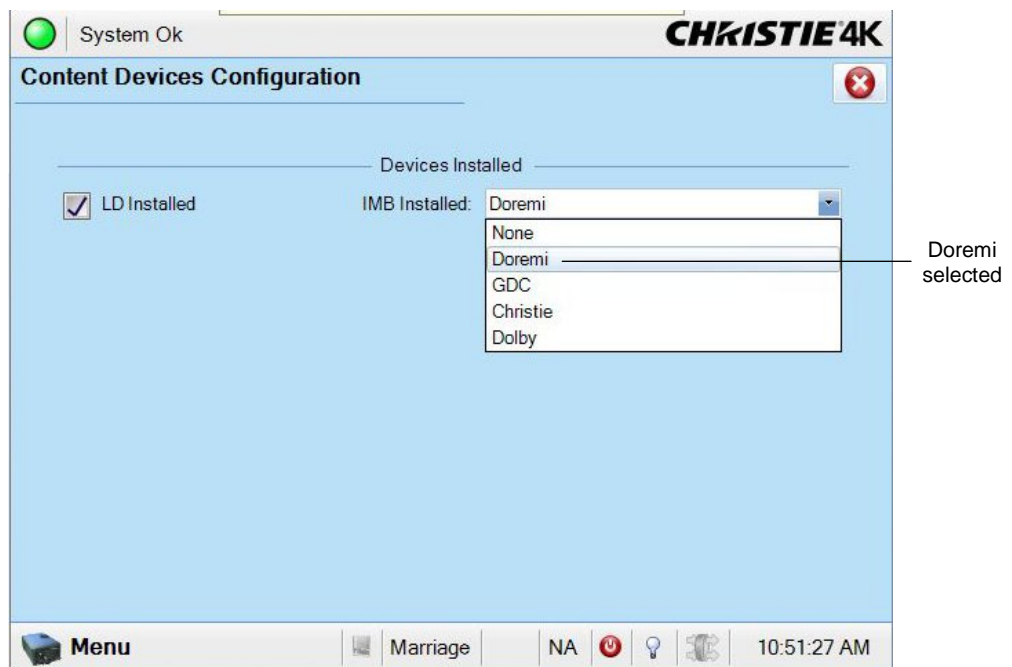 System Ok
CHRISTIE 4K
Content Devices Configuration
Devices Installed
LD Installed
IMB Installed:
Doremi
None
Doremi
GDC
Christie
Dolby
Doremi
selected
Menu
Marriage
NA
10:51:27 AM